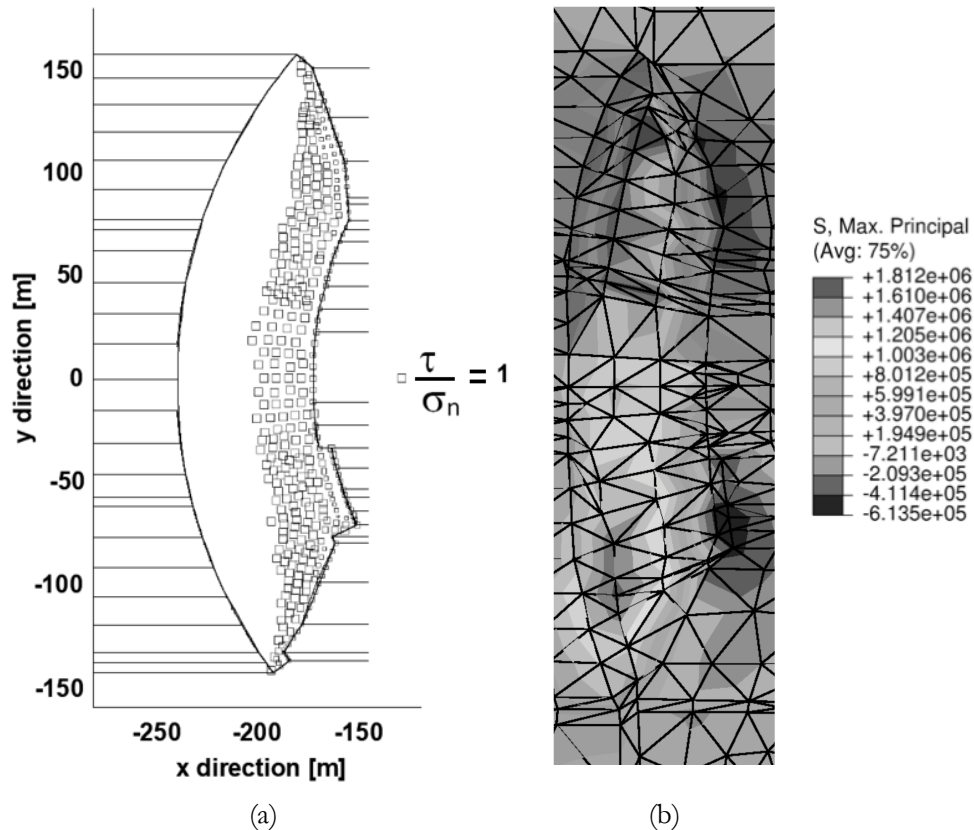 150
100
50
0
-50
-100
-150
y direction [m]
-250 -200 -150
x direction [m]
τ
σn
= 1
(a)
S, Max. Principal
(Avg: 75%)
+1.812e+06
+1.610e+06
+1.407e+06
+1.205e+06
+1.003e+06
+8.012e+05
+5.991e+05
+3.970e+05
+1.949e+05
-7.211e+03
-2.093e+05
-4.114e+05
-6.135e+05
(b)